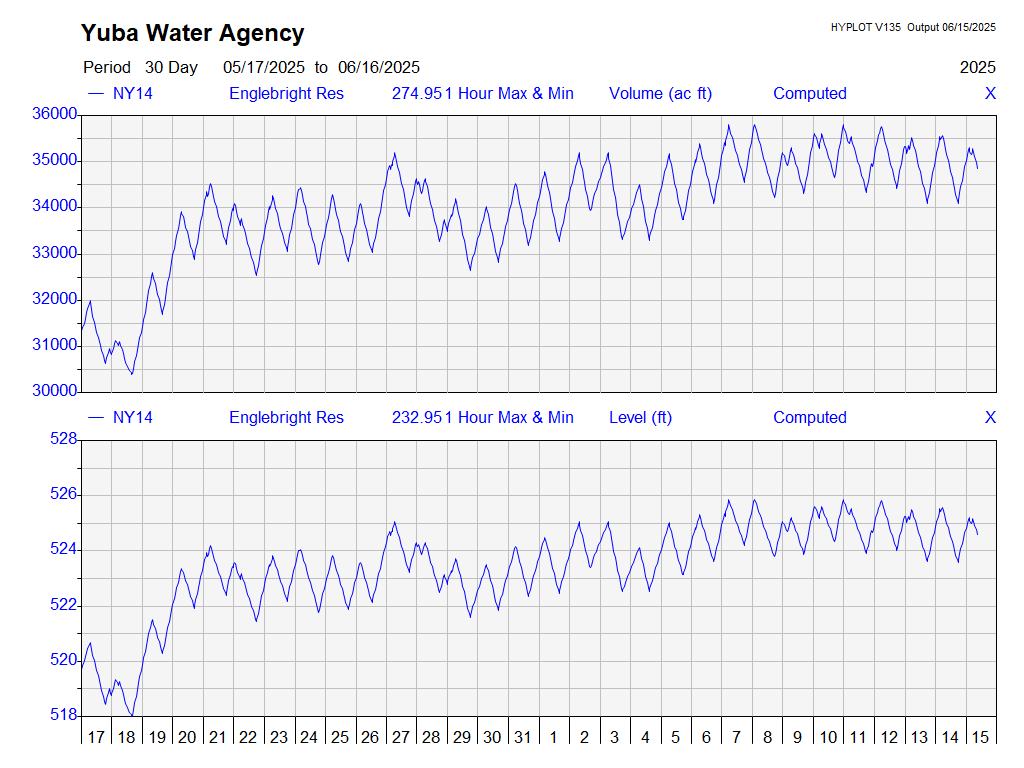 Yuba Water Agency
HYPLOT V135 Output 06/15/2025
Period 30 Day 05/17/2025 to 06/16/2025 2025
NY14 Englebright Res 274.951 Hour Max & Min Volume (ac ft) Computed X
36000
35000
34000
33000
32000
31000
30000
NY14 Englebright Res 232.951 Hour Max & Min Level (ft) Computed X
528
526
524
522
520
518
17 18 19 20 21 22 23 24 25 26 27 28 29 30 31 1 2 3 4 5 6 7 8 9 10 11 12 13 14 15